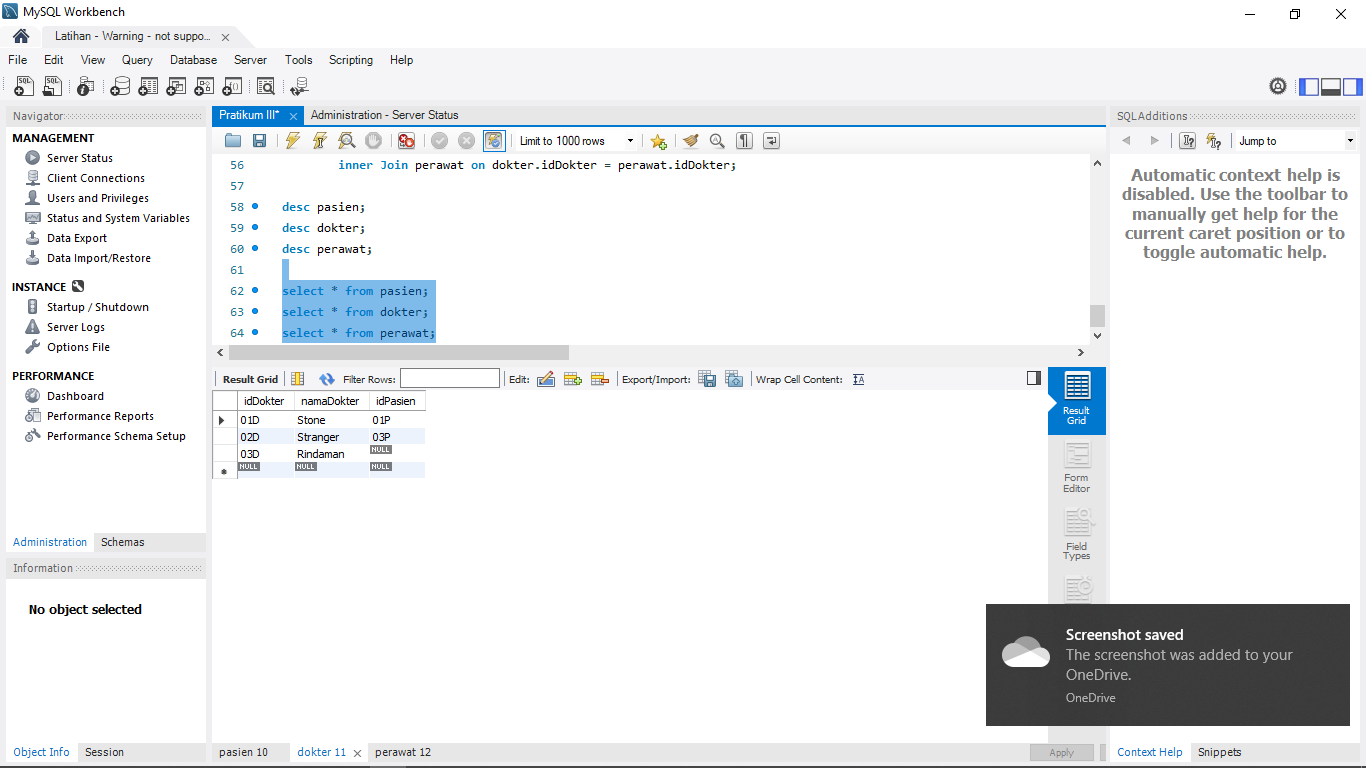 MySQL Workbench
Latihan - Warning - not suppo...
File Edit View Query Database Server Tools Scripting Help
Navigator
MANAGEMENT
Server Status
Client Connections
Users and Privileges
Status and System Variables
Data Export
Data Import/Restore
INSTANCE
Startup / Shutdown
Server Logs
Options File
PERFORMANCE
Dashboard
Performance Reports
Performance Schema Setup
Administration Schemas
Information
No object selected
Object Info Session
Pratikum III* Administration - Server Status
Limit to 1000 rows
56 inner Join perawat on dokter.idDokter = perawat.idDokter;
57
58 desc pasien;
59 desc dokter;
60 desc perawat;
61
62 select * from pasien;
63 select * from dokter;
64 select * from perawat;
Result Grid Filter Rows: Edit: Export/Import: Wrap Cell Content:
idDokter namaDokter idPasien
01D Stone 01P
02D Stranger 03P
03D Rindaman NULL
NULL NULL NULL
Result
Grid
Form
Editor
Field
Types
pasien 10 dokter 11 perawat 12
Apply
SQLAdditions
Jump to
Automatic context help is
disabled. Use the toolbar to
manually get help for the
current caret position or to
toggle automatic help.
Screenshot saved
The screenshot was added to your
OneDrive.
OneDrive
Context Help Snippets